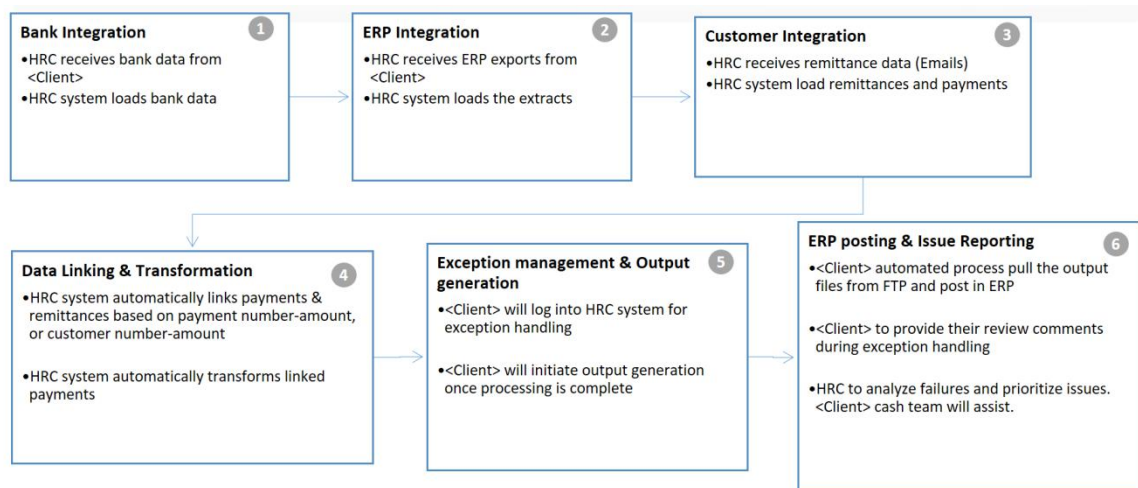 Bank Integration
1
•HRC receives bank data from
<Client>
•HRC system loads bank data
ERP Integration
2
•HRC receives ERP exports from
<Client>
•HRC system loads the extracts
Customer Integration
3
•HRC receives remittance data (Emails)
•HRC system load remittances and payments
Data Linking & Transformation
4
•HRC system automatically links payments &
remittances based on payment number-amount,
or customer number-amount
•HRC system automatically transforms linked
payments
Exception management & Output
generation
5
•<Client> will log into HRC system for
exception handling
•<Client> will initiate output generation
once processing is complete
ERP posting & Issue Reporting
6
•<Client> automated process pull the output
files from FTP and post in ERP
•<Client> to provide their review comments
during exception handling
•HRC to analyze failures and prioritize issues.
<Client> cash team will assist.